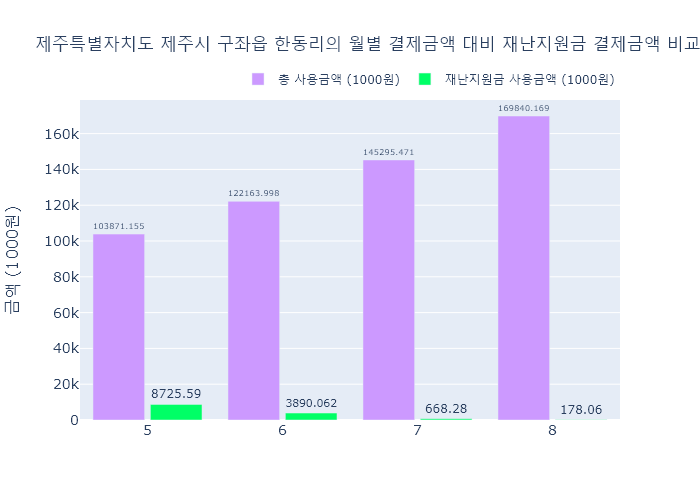 제주특별자치도 제주시 구좌읍 한동리의 월별 결제금액 대비 재난지원금 결제금액 비교
총 사용금액 (1000원) 재난지원금 사용금액 (1000원)
금액 (1000원)
160k
140k
120k
100k
80k
60k
40k
20k
0
103871.155
122163.998
145295.471
169840.169
8725.59
3890.062
668.28
178.06
5 6 7 8